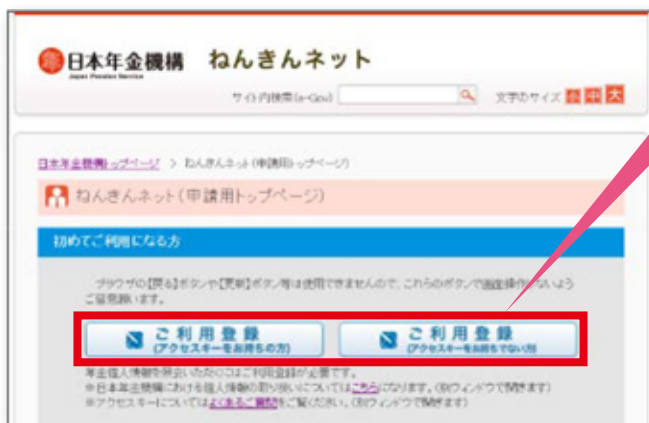 日本年金機構 ねんきんネット
Japan Pension Service
サイト内検索(e-Gov) 文字のサイズ 小 中 大
日本年金機構トップページ > ねんきんネット(申請用トップページ)
ねんきんネット(申請用トップページ)
初めてご利用になる方
ブラウザの【戻る】ボタンや【更新】ボタン等は使用できませんので、これらのボタンで画面操作しないよう
ご留意願います。
ご利用登録 ご利用登録
(アクセスキーをお持ちの方) (アクセスキーをお持ちでない方)
年金個人情報を照会いただくにはご利用登録が必要です。
※日本年金機構における個人情報の取り扱いについてはこちらになります。(別ウィンドウで開きます)
※アクセスキーについてはよくあるご質問をご覧ください。(別ウィンドウで開きます)